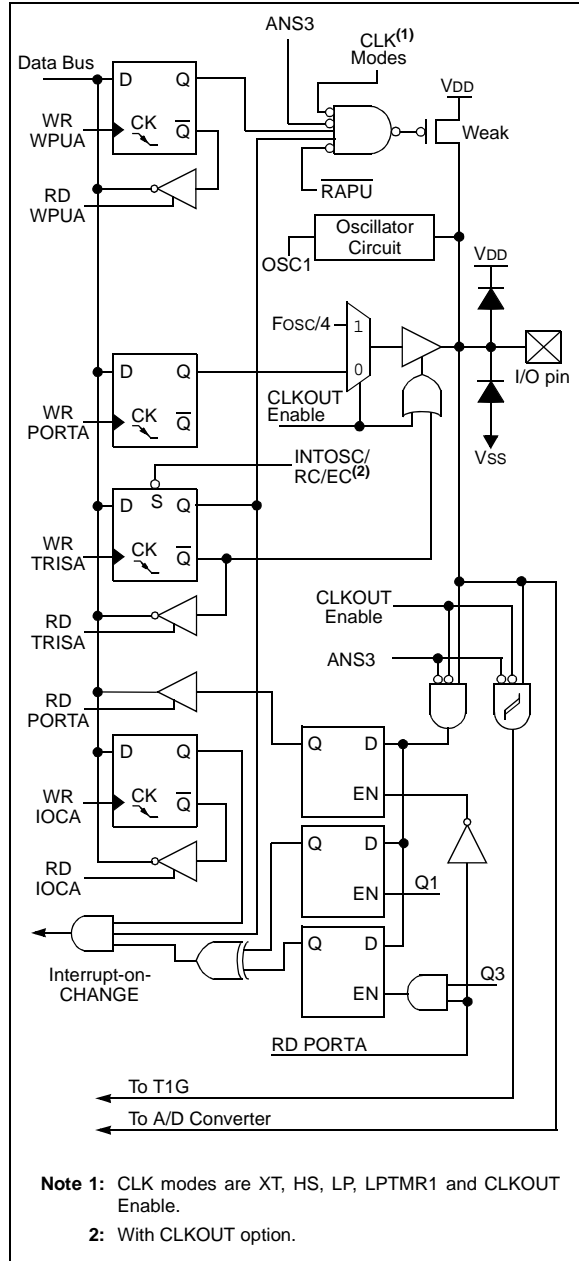 ANS3
CLK(1)
Modes
Data Bus
D
Q
VDD
WR
WPUA
CK
Q
Weak
RD
WPUA
RAPU
Oscillator
Circuit
OSC1
VDD
Fosc/4
1
D
Q
0
I/O pin
WR
PORTA
CK
Q
CLKOUT
Enable
VSS
INTOSC/
RC/EC(2)
D
S
Q
WR
TRISA
CK
Q
CLKOUT
Enable
RD
TRISA
ANS3
RD
PORTA
Q
D
D
Q
WR
IOCA
CK
Q
EN
RD
IOCA
Q
D
EN
Q1
Q
D
Interrupt-on-
CHANGE
EN
Q3
RD PORTA
To T1G
To A/D Converter
Note 1: CLK modes are XT, HS, LP, LPTMR1 and CLKOUT
Enable.
2: With CLKOUT option.